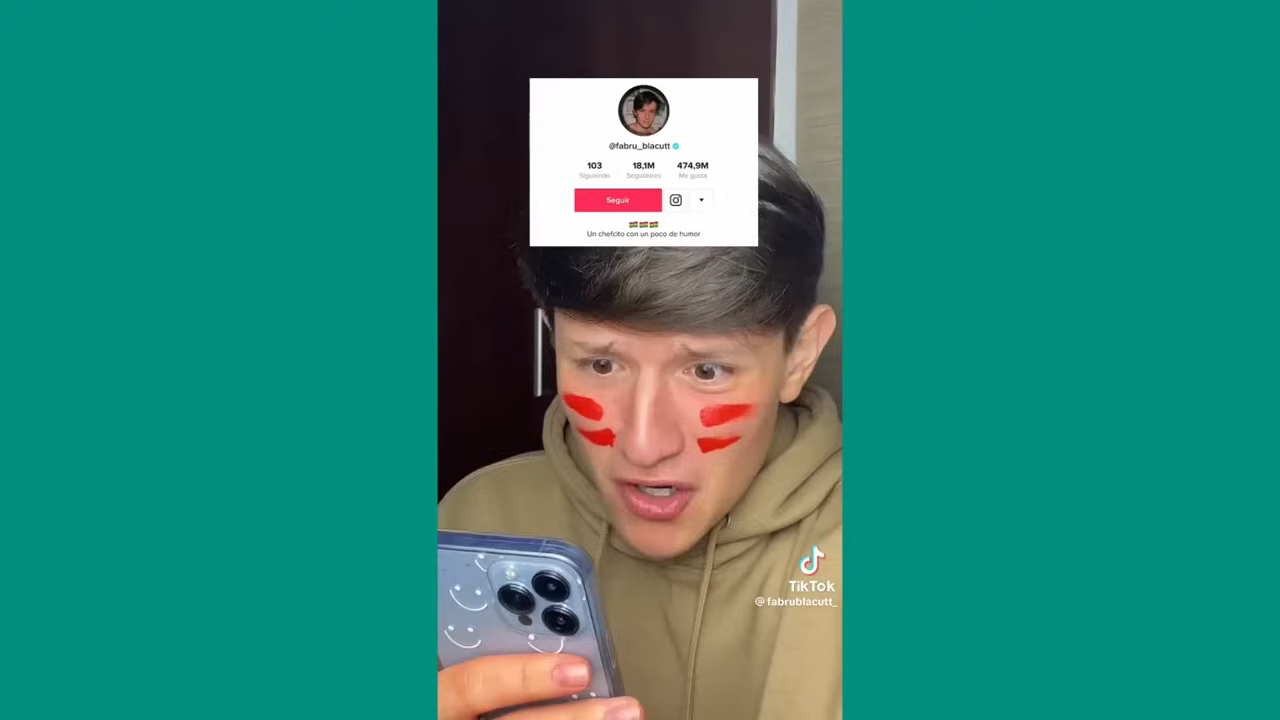 @fabru_blacutt
103 18,1M 474,9M
Siguiendo Seguidores Me gusta
Seguir
Un chefcito con un poco de humor
TikTok
@fabrublacutt_